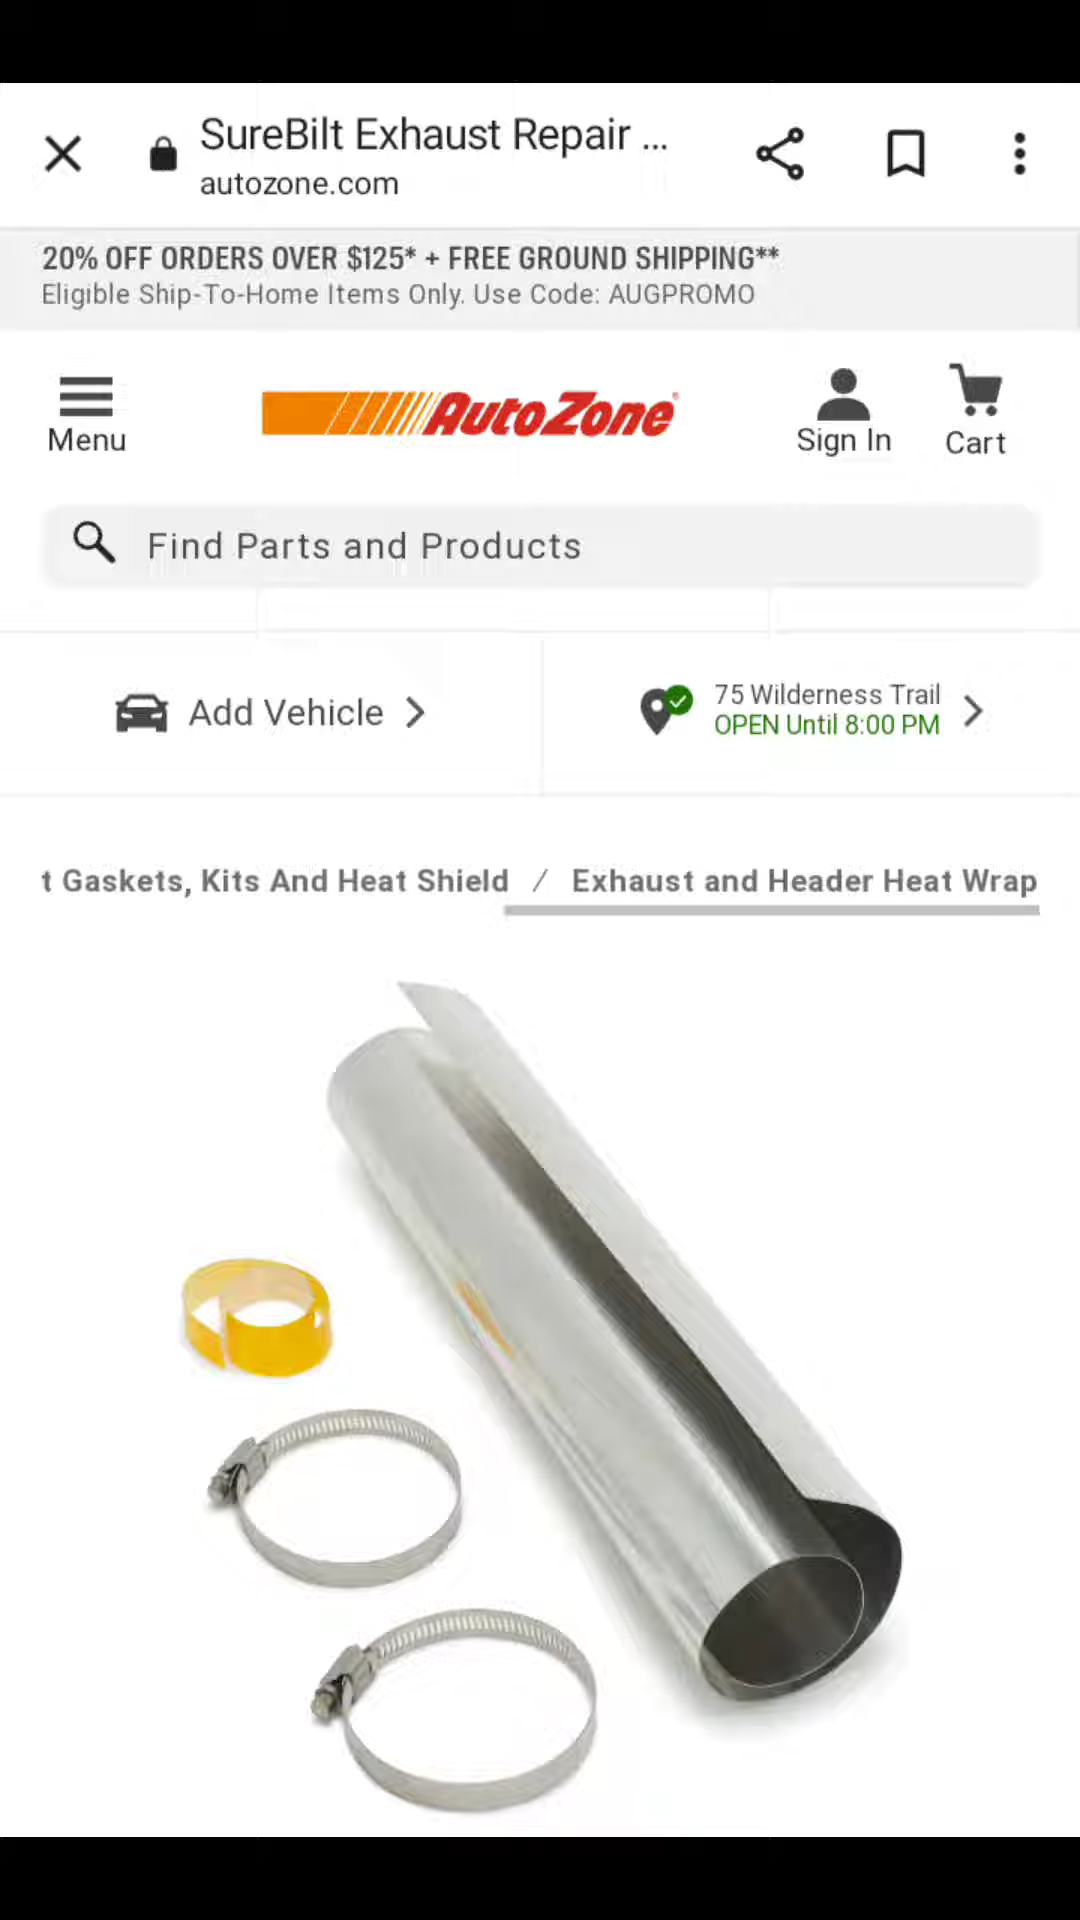 SureBilt Exhaust Repair ...
autozone.com
20% OFF ORDERS OVER $125* + FREE GROUND SHIPPING**
Eligible Ship-To-Home Items Only. Use Code: AUGPROMO
Menu
AutoZone
Sign In
Cart
Find Parts and Products
Add Vehicle
75 Wilderness Trail
OPEN Until 8:00 PM
t Gaskets, Kits And Heat Shield / Exhaust and Header Heat Wrap